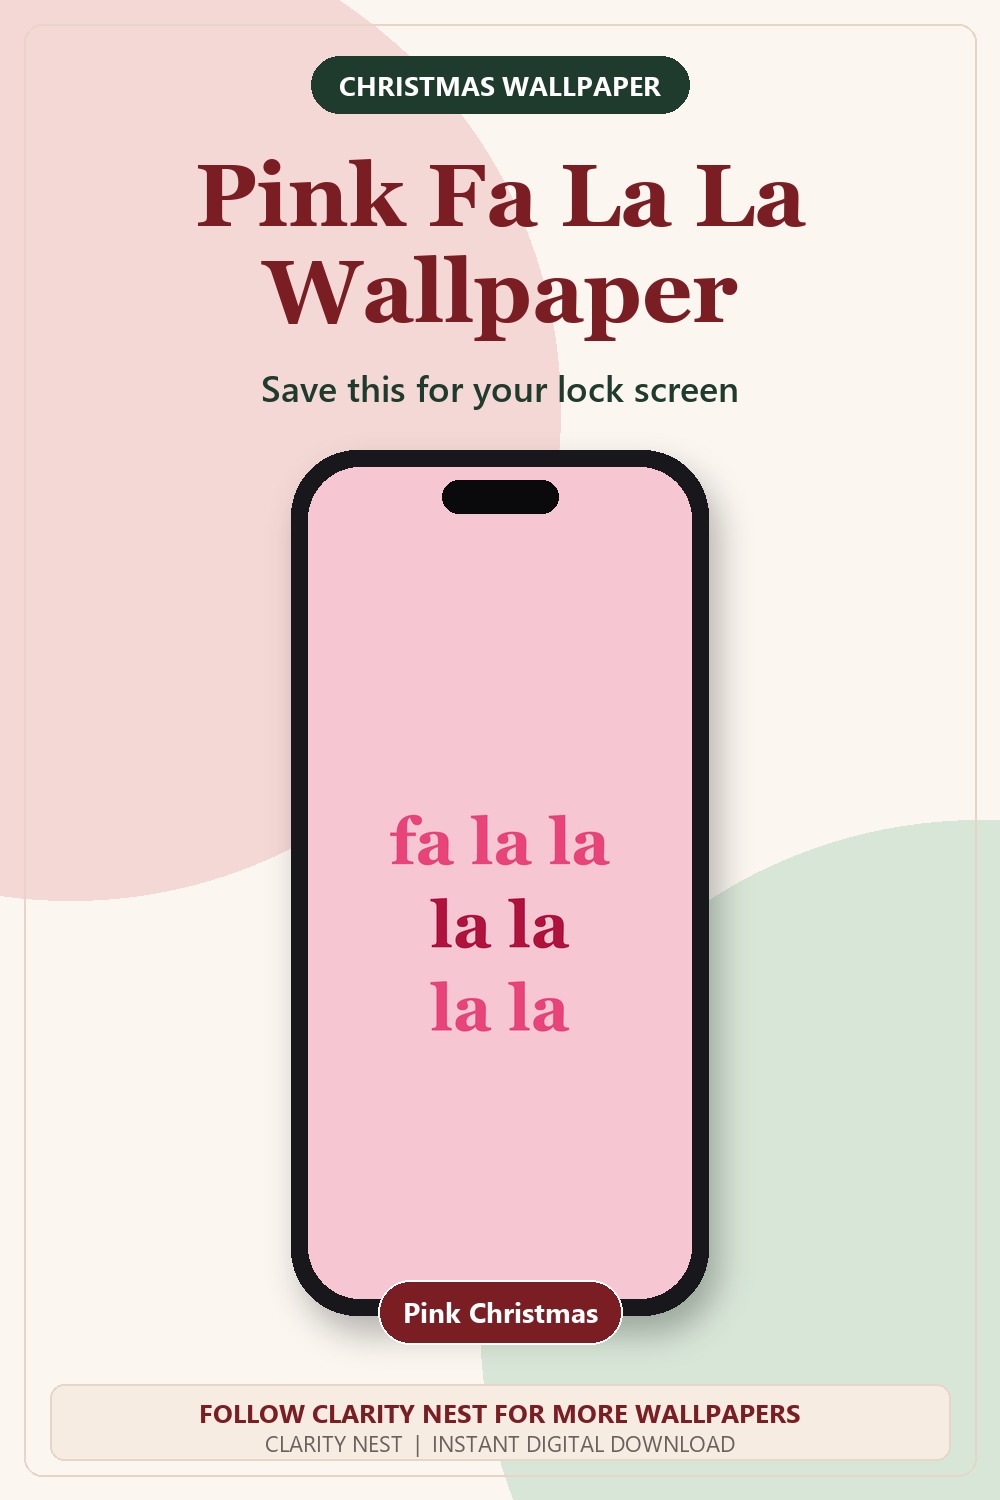 CHRISTMAS WALLPAPER
Pink Fa La La
Wallpaper
Save this for your lock screen
fa la la
la la
la la
Pink Christmas
FOLLOW CLARITY NEST FOR MORE WALLPAPERS
CLARITY NEST | INSTANT DIGITAL DOWNLOAD